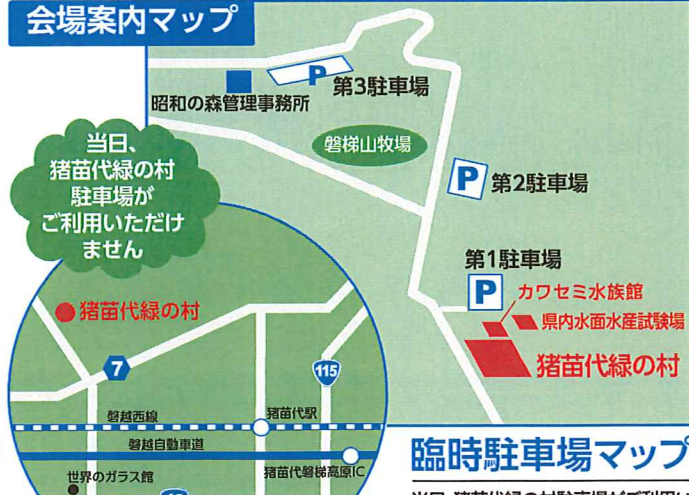 会場案内マップ
P
第3駐車場
昭和の森管理事務所
磐梯山牧場
当日、
猪苗代緑の村
駐車場が
ご利用いただけ
ません
P
第2駐車場
第1駐車場
P
カワセミ水族館
県内水面水産試験場
猪苗代緑の村
猪苗代緑の村
7
115
磐越西線
猪苗代駅
磐越自動車道
世界のガラス館
猪苗代磐梯高原IC
臨時駐車場マップ